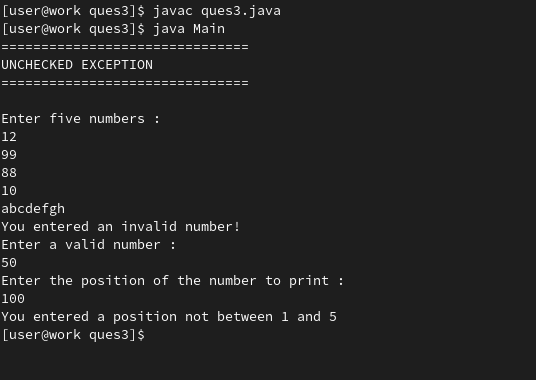 [user@work ques3]$ javac ques3.java
[user@work ques3]$ java Main
==============================
UNCHECKED EXCEPTION
==============================
Enter five numbers :
12
99
88
10
abcdefgh
You entered an invalid number!
Enter a valid number :
50
Enter the position of the number to print :
100
You entered a position not between 1 and 5
[user@work ques3]$